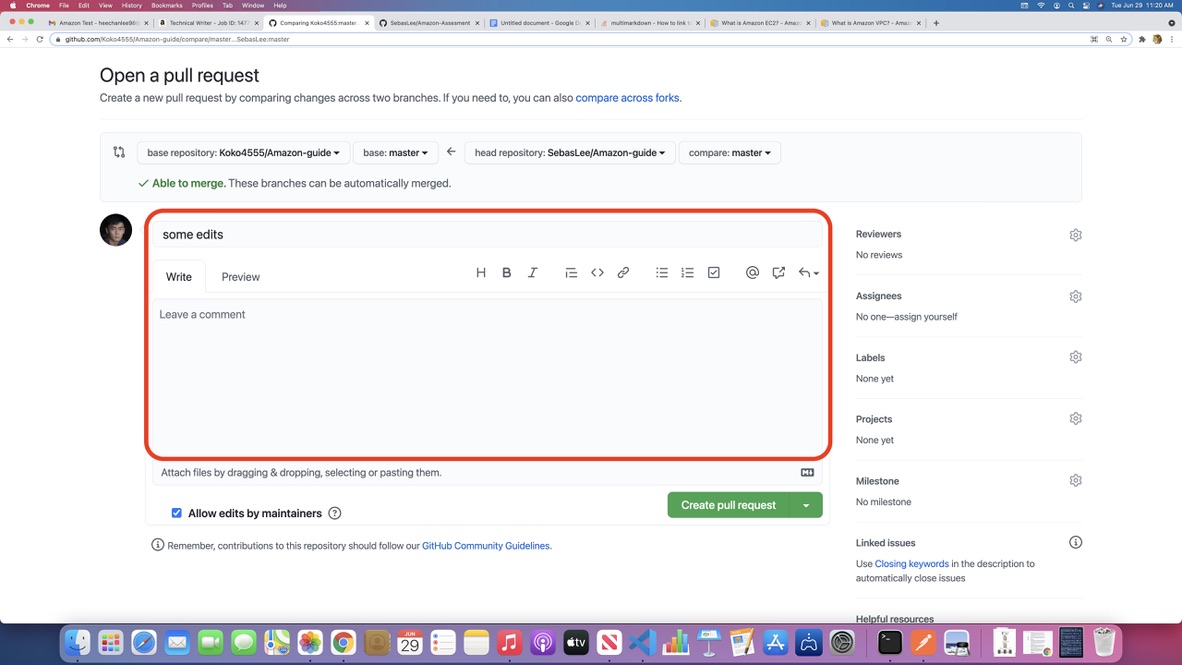 Chrome File Edit View History Bookmarks Profiles Tab Window Help
Tue Jun 29 11:20 AM
Amazon Test - heechanlee96@
Technical Writer - Job ID: 1477
Comparing Koko4555:master
SebasLee/Amazon-Assesment
Untitled document - Google D
multimarkdown - How to link t
What is Amazon EC2? - Amaz
What is Amazon VPC? - Amaz
github.com/Koko4555/Amazon-guide/compare/master...SebasLee:master
Open a pull request
Create a new pull request by comparing changes across two branches. If you need to, you can also compare across forks.
base repository: Koko4555/Amazon-guide
base: master
head repository: SebasLee/Amazon-guide
compare: master
Able to merge. These branches can be automatically merged.
some edits
Write
Preview
H B I
Leave a comment
Attach files by dragging & dropping, selecting or pasting them.
Allow edits by maintainers
Create pull request
Remember, contributions to this repository should follow our GitHub Community Guidelines.
Reviewers
No reviews
Assignees
No one—assign yourself
Labels
None yet
Projects
None yet
Milestone
No milestone
Linked issues
Use Closing keywords in the description to
automatically close issues
Helpful resources
JUN
29
tv